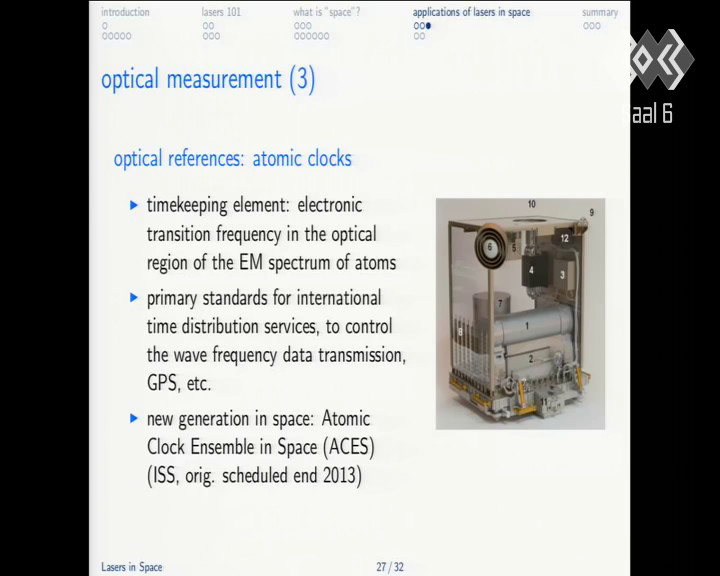 introduction lasers 101 what is "space"? applications of lasers in space summary
optical measurement (3)
aal 6
optical references: atomic clocks
timekeeping element: electronic
transition frequency in the optical
region of the EM spectrum of atoms
primary standards for international
time distribution services, to control
the wave frequency data transmission,
GPS, etc.
new generation in space: Atomic
Clock Ensemble in Space (ACES)
(ISS, orig. scheduled end 2013)
10
9
12
6
5
4
3
7
1
8
2
11
Lasers in Space 27 / 32